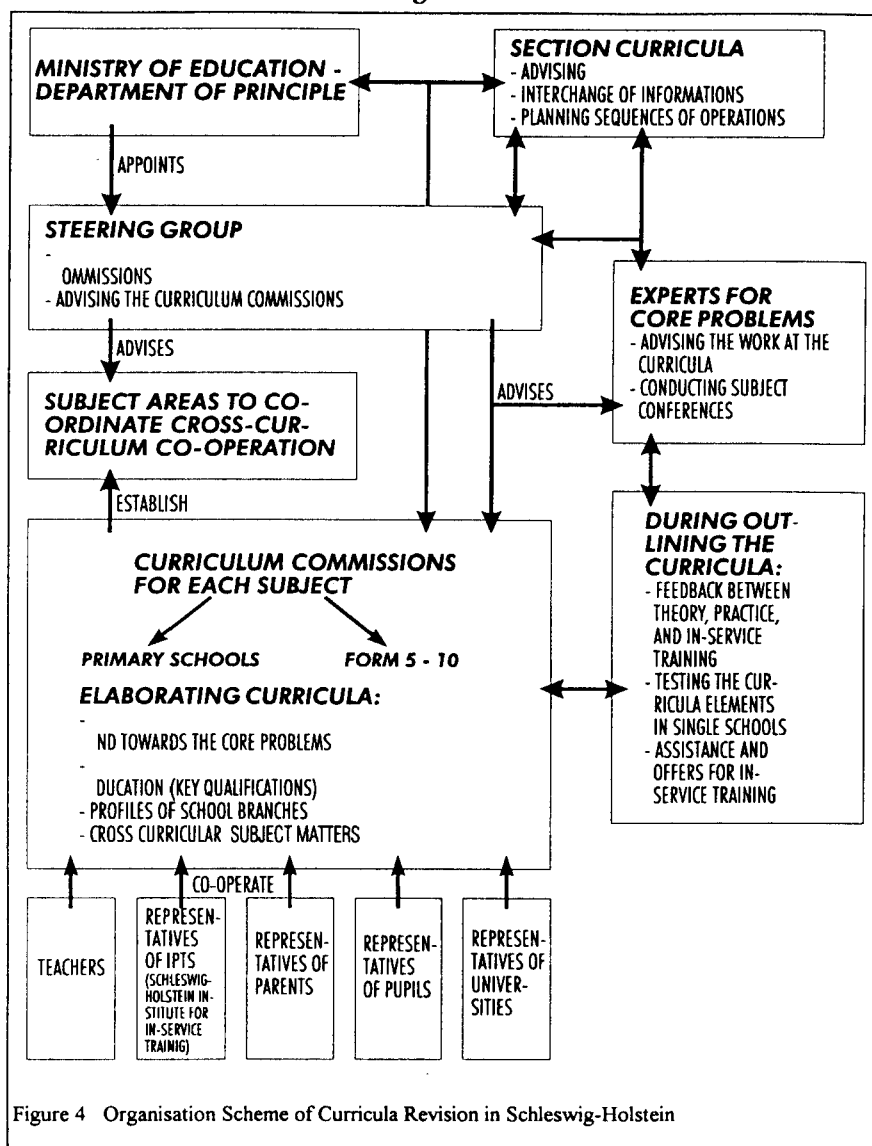 MINISTRY OF EDUCATION -
DEPARTMENT OF PRINCIPLE
SECTION CURRICULA
- ADVISING
- INTERCHANGE OF INFORMATIONS
- PLANNING SEQUENCES OF OPERATIONS
APPOINTS
STEERING GROUP
-
OMMISSIONS
- ADVISING THE CURRICULUM COMMISSIONS
EXPERTS FOR
CORE PROBLEMS
- ADVISING THE WORK AT THE
CURRICULA
- CONDUCTING SUBJECT
CONFERENCES
ADVISES
ADVISES
SUBJECT AREAS TO CO-
ORDINATE CROSS-CUR-
RICULUM CO-OPERATION
ESTABLISH
CURRICULUM COMMISSIONS
FOR EACH SUBJECT
PRIMARY SCHOOLS
FORM 5 - 10
ELABORATING CURRICULA:
-
ND TOWARDS THE CORE PROBLEMS
-
DUCATION (KEY QUALIFICATIONS)
- PROFILES OF SCHOOL BRANCHES
- CROSS CURRICULAR SUBJECT MATTERS
DURING OUT-
LINING THE
CURRICULA:
- FEEDBACK BETWEEN
THEORY, PRACTICE,
AND IN-SERVICE
TRAINING
- TESTING THE CUR-
RICULA ELEMENTS
IN SINGLE SCHOOLS
- ASSISTANCE AND
OFFERS FOR IN-
SERVICE TRAINING
CO-OPERATE
TEACHERS
REPRESEN-
TATIVES
OF IPTS
(SCHLESWIG-
HOLSTEIN IN-
STITUTE FOR
IN-SERVICE
TRAINIG)
REPRESEN-
TATIVES OF
PARENTS
REPRESEN-
TATIVES
OF PUPILS
REPRESEN-
TATIVES OF
UNIVER-
SITIES
Figure 4 Organisation Scheme of Curricula Revision in Schleswig-Holstein